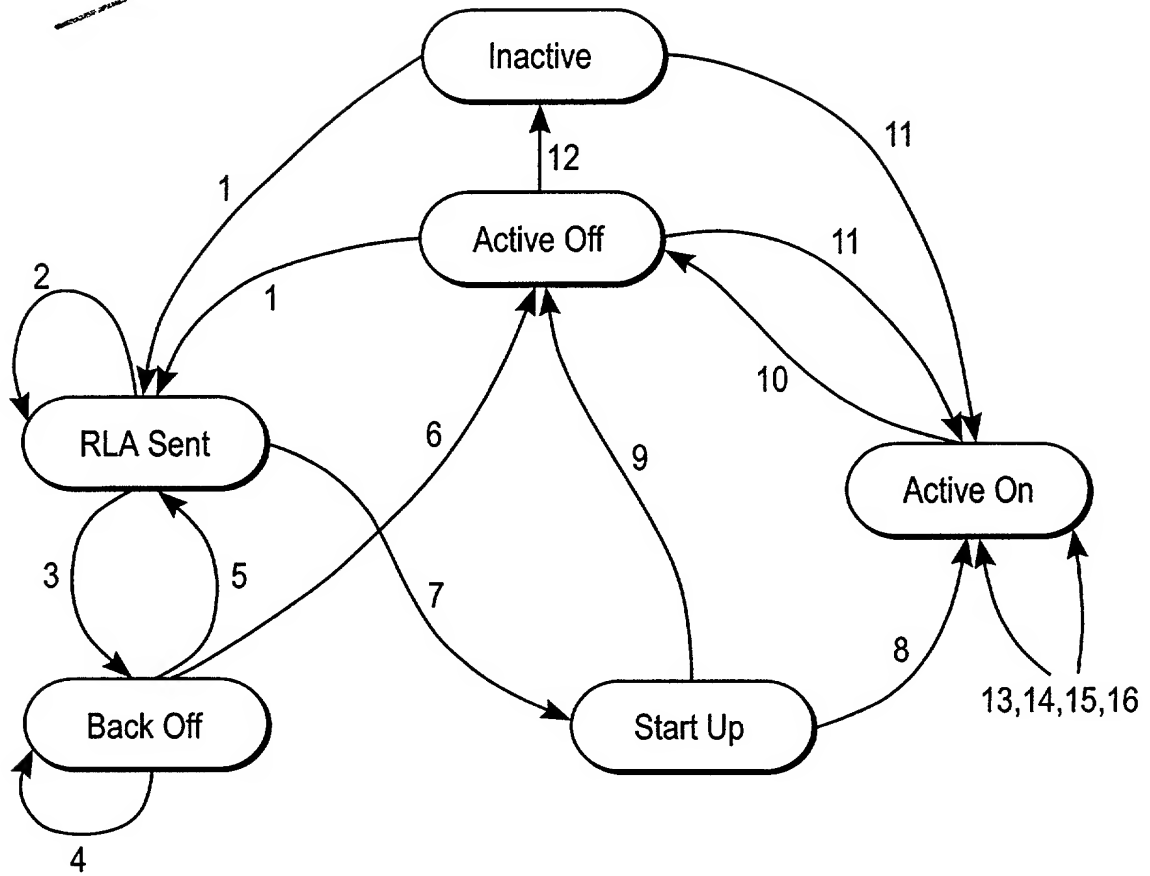 Inactive
11
12
1
Active Off
11
1
2
10
6
RLA Sent
9
Active On
3
5
7
8
13,14,15,16
Back Off
Start Up
4